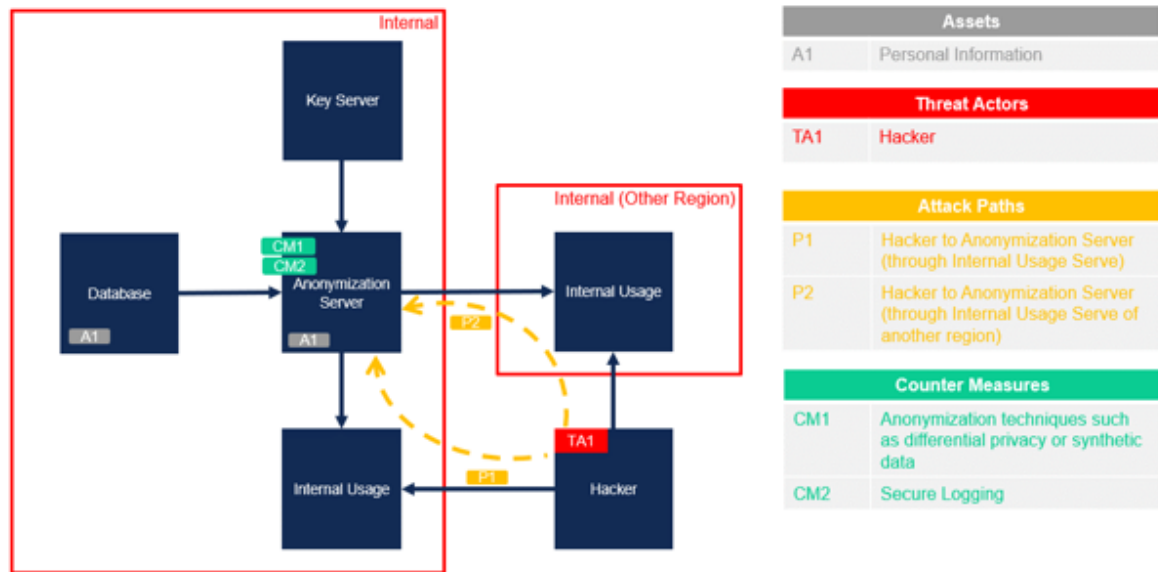 Internal
Key Server
Internal (Other Region)
CM1
CM2
Database
A1
Anonymization
Server
A1
Internal Usage
P2
TA1
Internal Usage
P1
Hacker
Assets
A1 Personal Information
Threat Actors
TA1 Hacker
Attack Paths
P1 Hacker to Anonymization Server
(through Internal Usage Serve)
P2 Hacker to Anonymization Server
(through Internal Usage Serve of
another region)
Counter Measures
CM1 Anonymization techniques such
as differential privacy or synthetic
data
CM2 Secure Logging